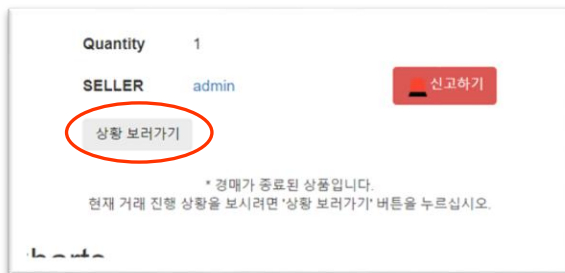 Quantity 1
SELLER admin 신고하기
상황 보러가기
* 경매가 종료된 상품입니다.
현재 거래 진행 상황을 보시려면 '상황 보러가기' 버튼을 누르십시오.